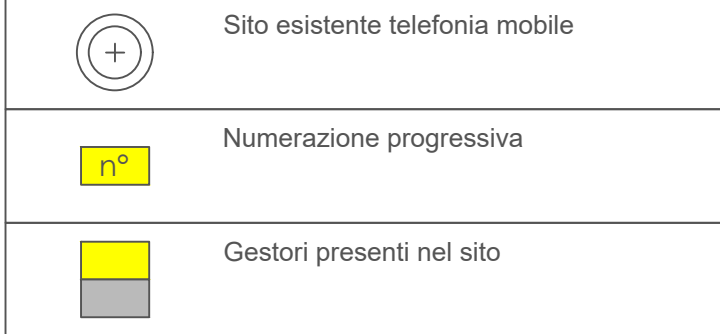 Sito esistente telefonia mobile
Numerazione progressiva
n°
Gestori presenti nel sito